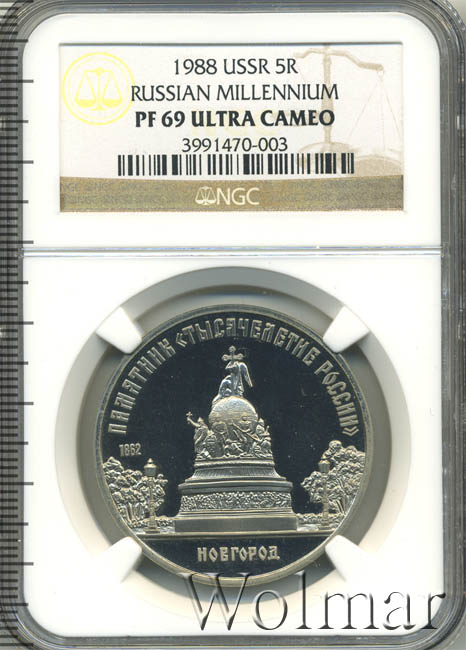 1988 USSR 5R
RUSSIAN MILLENNIUM
PF 69 ULTRA CAMEO
3991470-003
NGC
ПАМЯТНИК «ТЫСЯЧЕЛЕТИЕ РОССИИ»
1862
НОВГОРОД
Wolmar